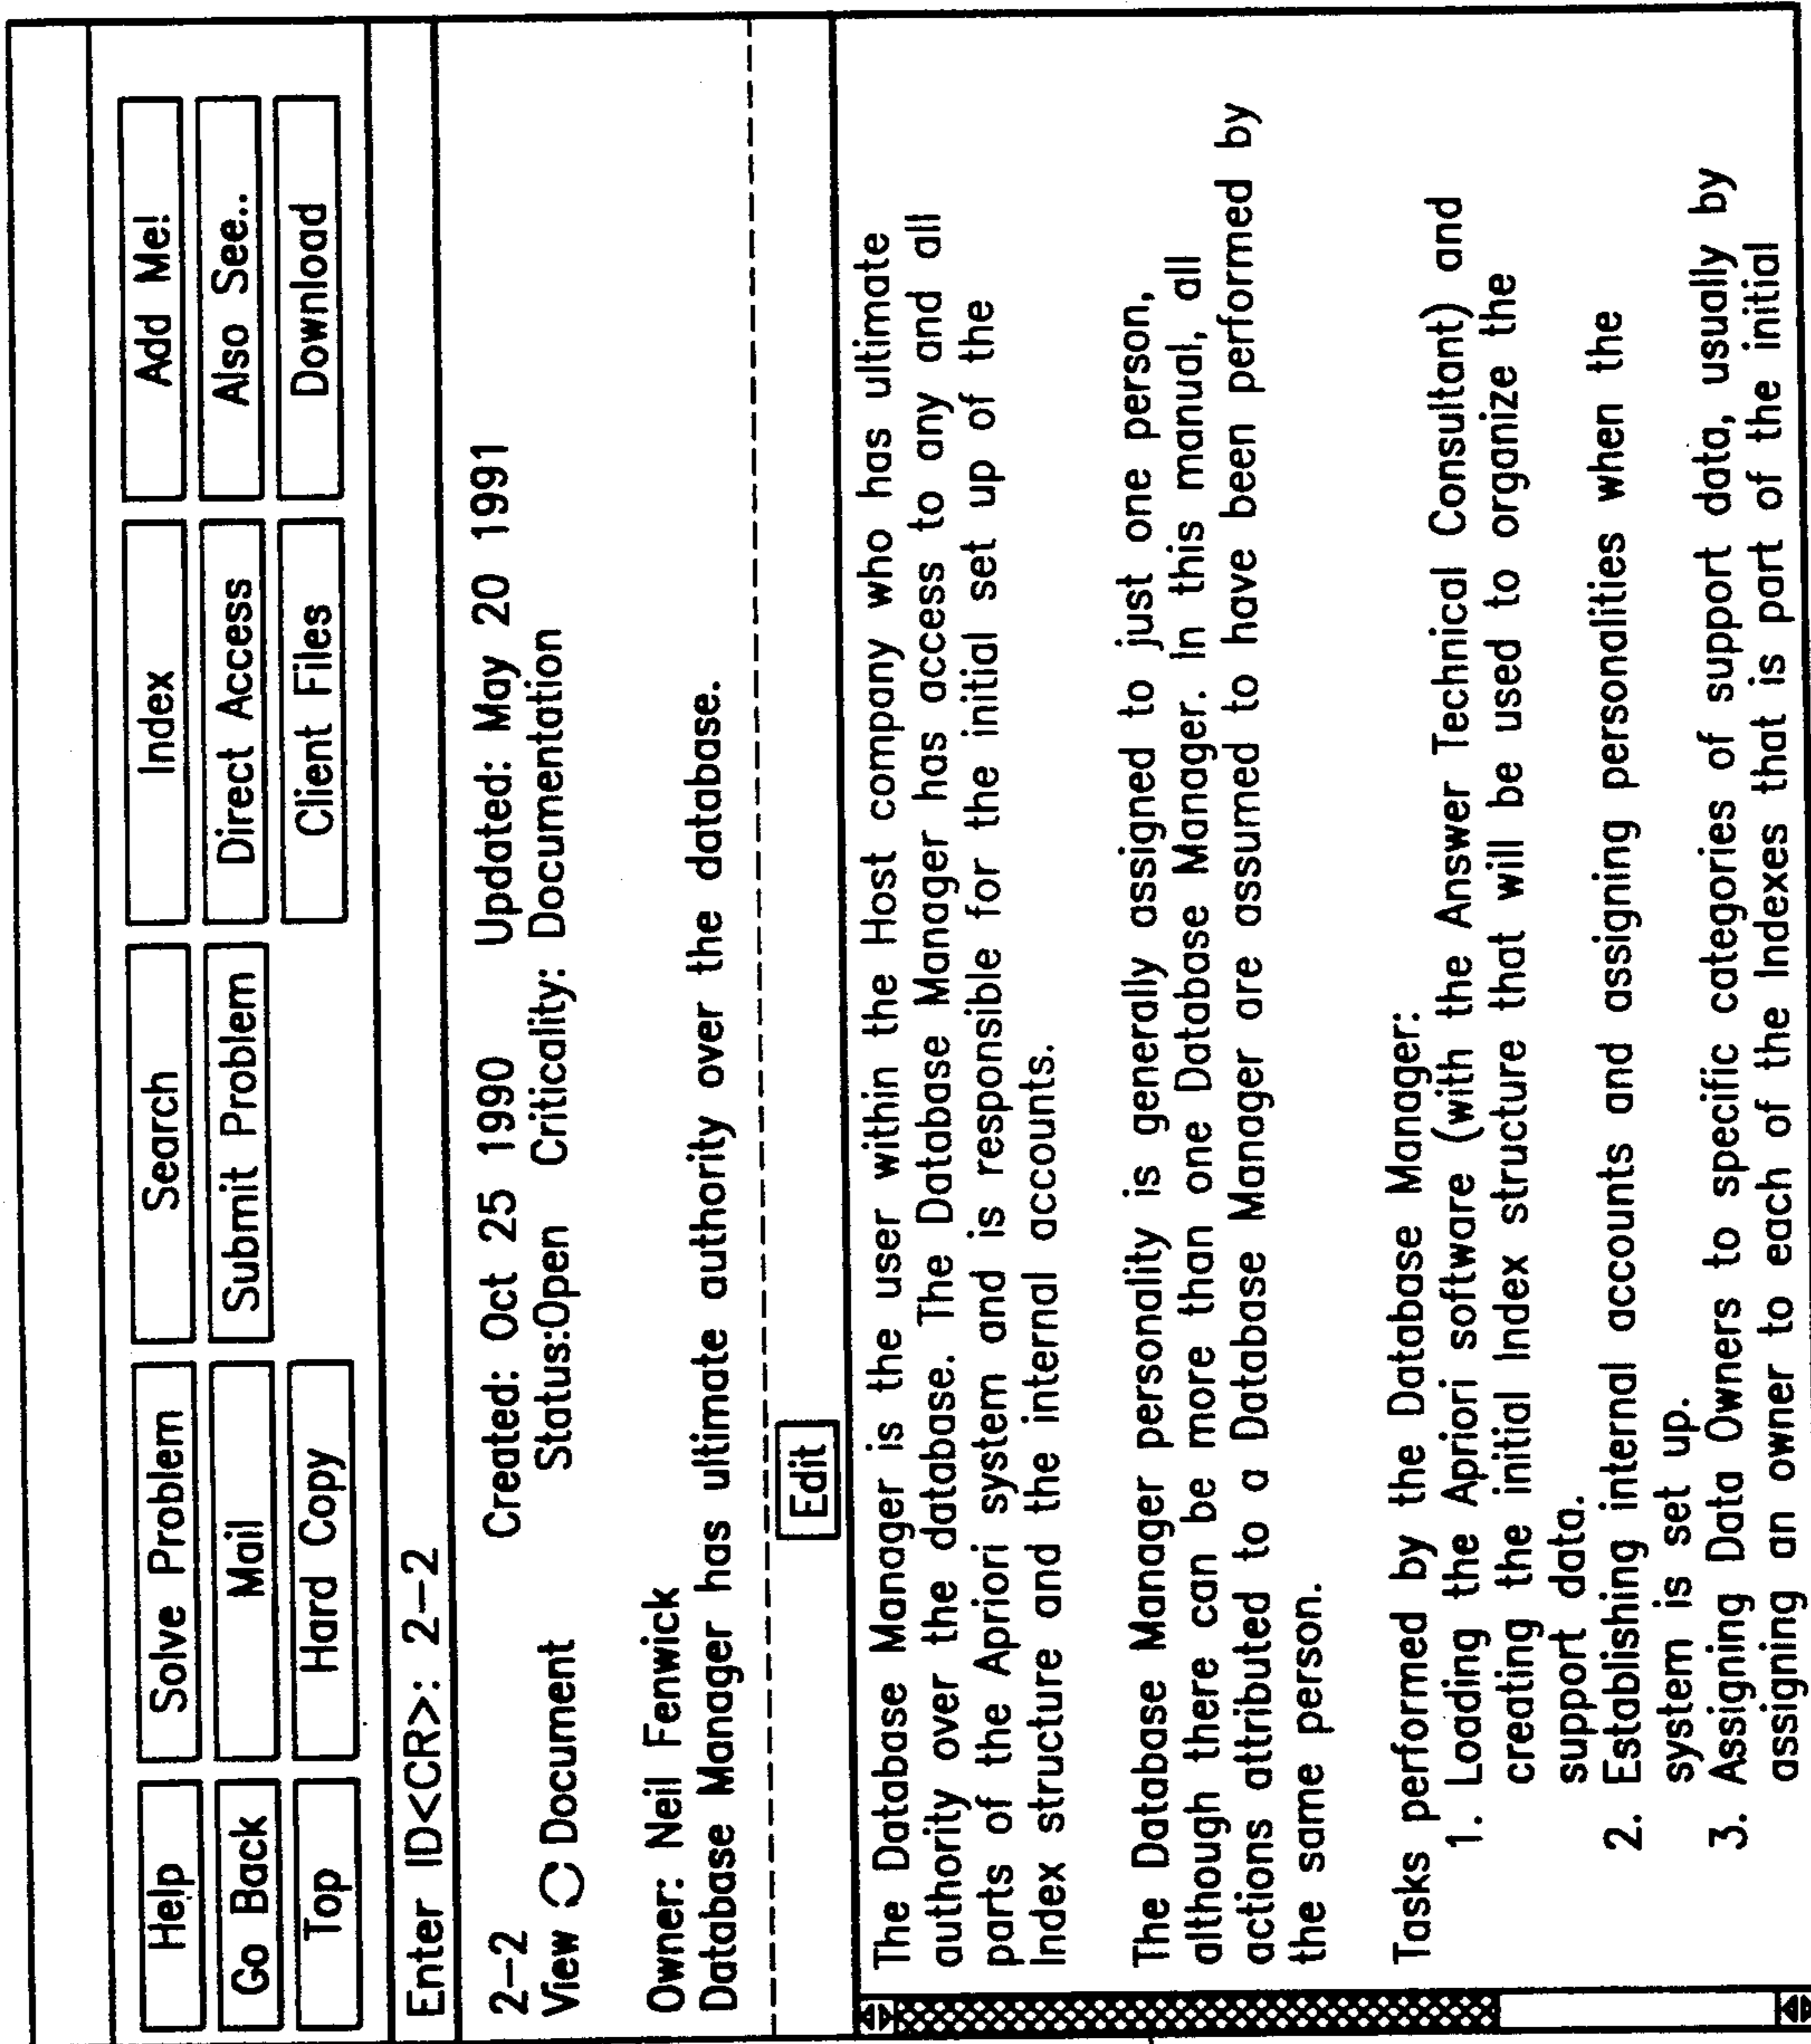 Help Solve Problem Search Index Add Me!
Go Back Mail Submit Problem Direct Access Also See..
Top Hard Copy Client Files Download
Enter ID<CR>: 2-2
2-2 Created: Oct 25 1990 Updated: May 20 1991
View Document Status:Open Criticality: Documentation
Owner: Neil Fenwick
Database Manager has ultimate authority over the database.
Edit
The Database Manager is the user within the Host company who has ultimate
authority over the database. The Database Manager has access to any and all
parts of the Apriori system and is responsible for the initial set up of the
Index structure and the internal accounts.
The Database Manager personality is generally assigned to just one person,
although there can be more than one Database Manager. In this manual, all
actions attributed to a Database Manager are assumed to have been performed by
the same person.
Tasks performed by the Database Manager:
1. Loading the Apriori software (with the Answer Technical Consultant) and
creating the initial Index structure that will be used to organize the
support data.
2. Establishing internal accounts and assigning personalities when the
system is set up.
3. Assigning Data Owners to specific categories of support data, usually by
assigning an owner to each of the Indexes that is part of the initial